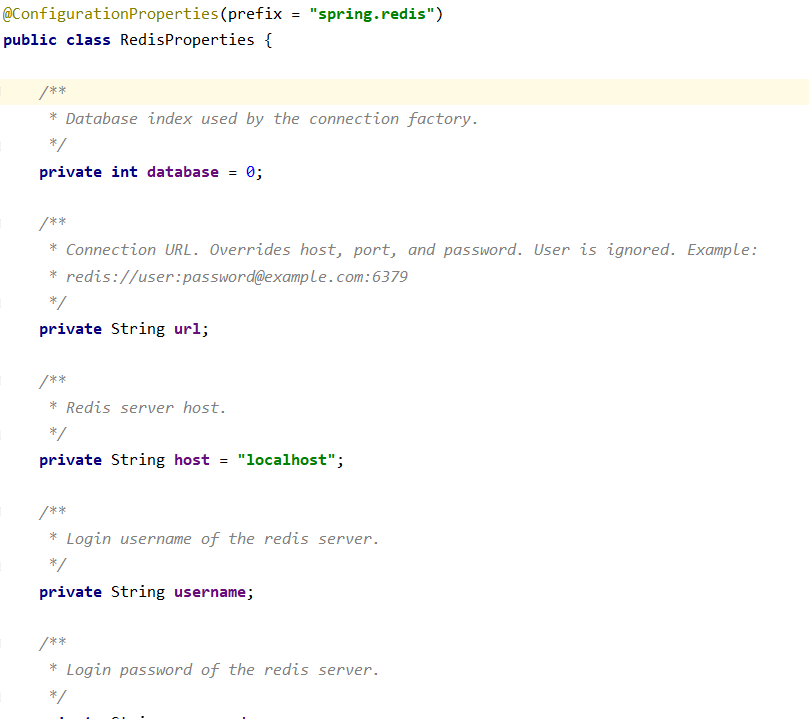 @ConfigurationProperties(prefix = "spring.redis")
public class RedisProperties {
/**
* Database index used by the connection factory.
*/
private int database = 0;
/**
* Connection URL. Overrides host, port, and password. User is ignored. Example:
* redis://user:password@example.com:6379
*/
private String url;
/**
* Redis server host.
*/
private String host = "localhost";
/**
* Login username of the redis server.
*/
private String username;
/**
* Login password of the redis server.
*/